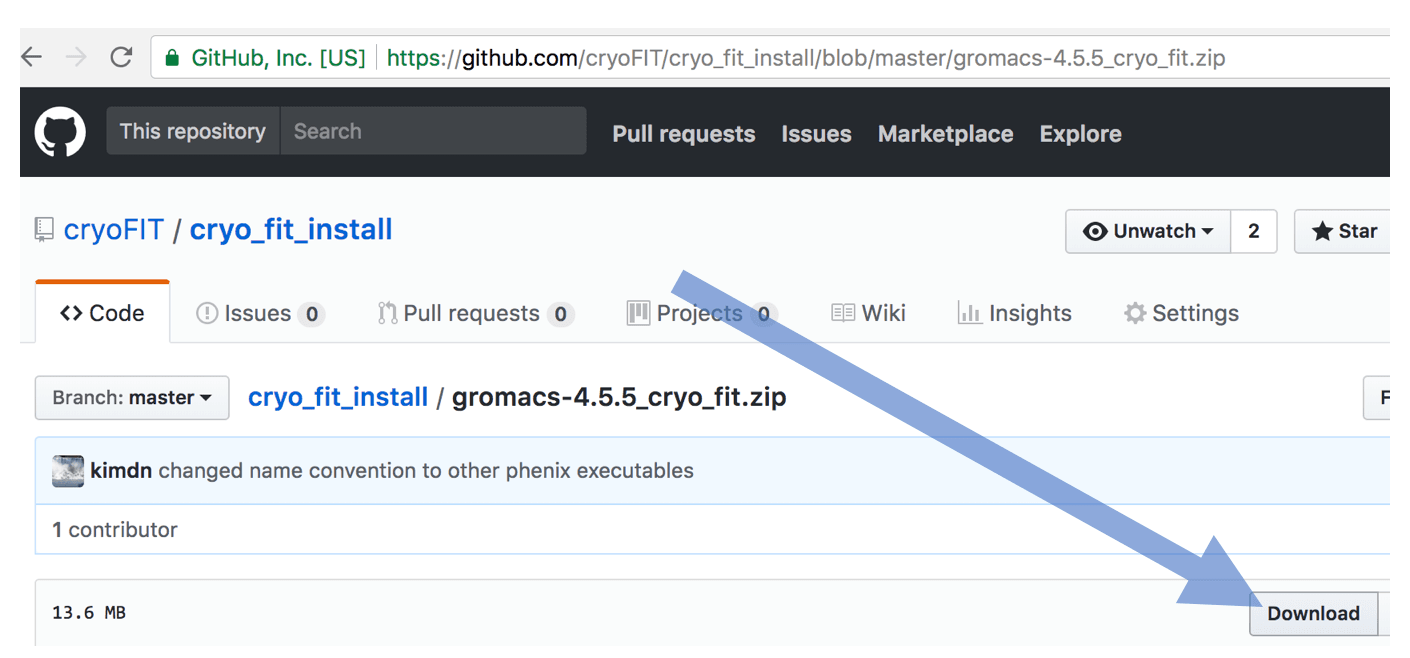 GitHub, Inc. [US] https://github.com/cryoFIT/cryo_fit_install/blob/master/gromacs-4.5.5_cryo_fit.zip
This repository Search Pull requests Issues Marketplace Explore
cryoFIT / cryo_fit_install Unwatch 2 Star
Code Issues 0 Pull requests 0 Projects 0 Wiki Insights Settings
Branch: master cryo_fit_install / gromacs-4.5.5_cryo_fit.zip F
kimdn changed name convention to other phenix executables
1 contributor
13.6 MB Download